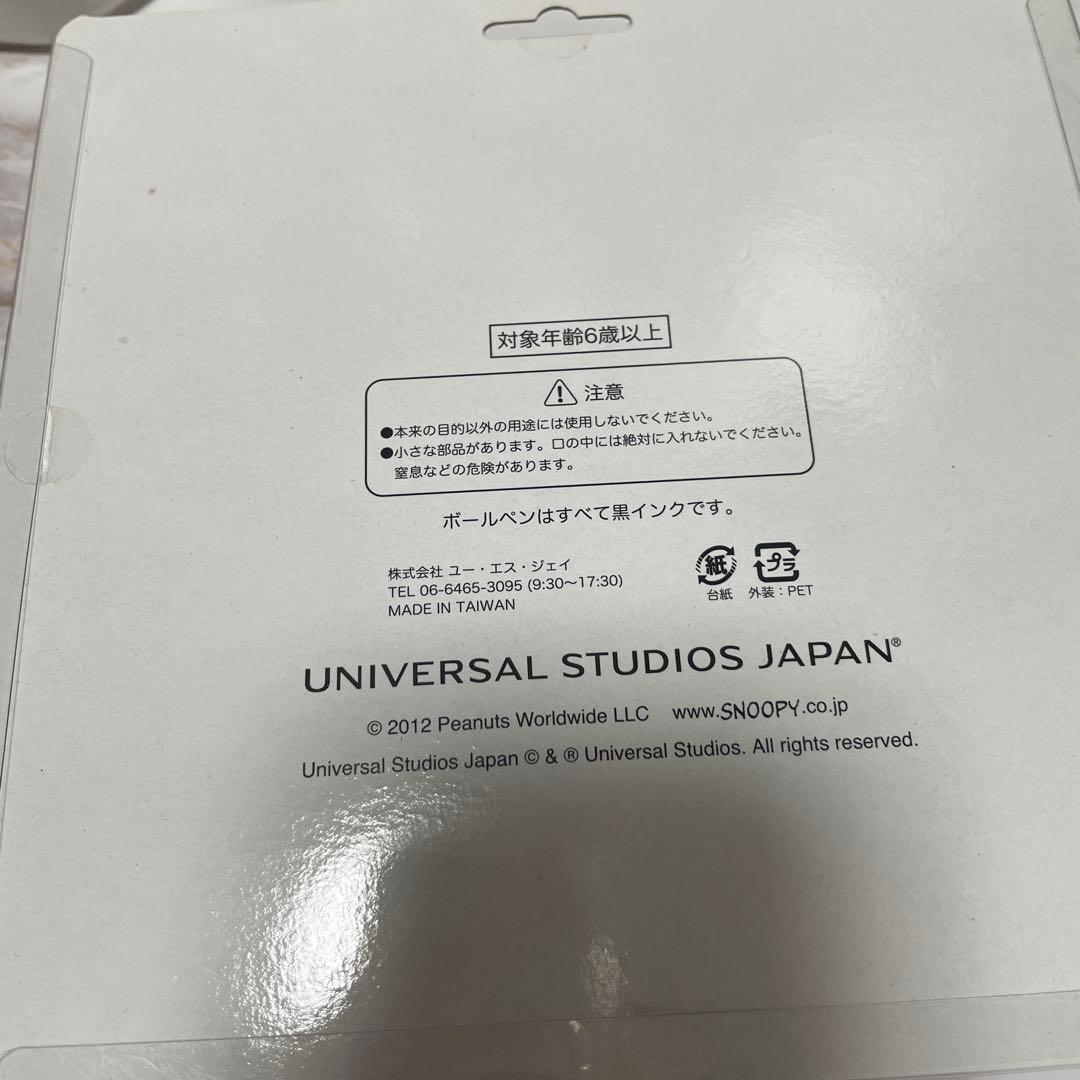 対象年齢6歳以上
注意
●本来の目的以外の用途には使用しないでください。
●小さな部品があります。口の中には絶対に入れないでください。
窒息などの危険があります。
ボールペンはすべて黒インクです。
株式会社 ユー・エス・ジェイ
TEL 06-6465-3095 (9:30〜17:30)
MADE IN TAIWAN
紙 プラ
台紙 外装:PET
UNIVERSAL STUDIOS JAPAN®
© 2012 Peanuts Worldwide LLC www.SNOOPY.co.jp
Universal Studios Japan © & ® Universal Studios. All rights reserved.